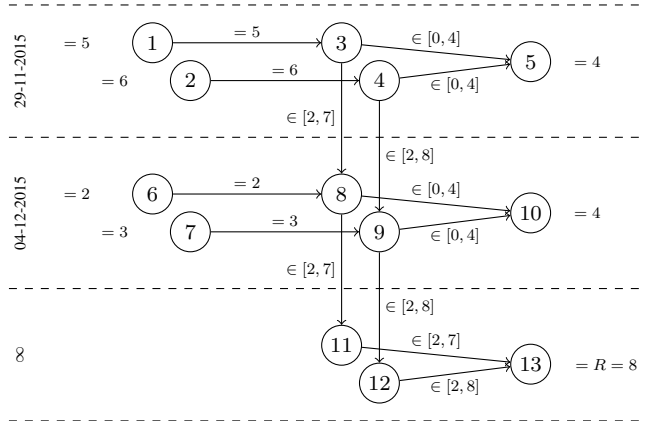 29-11-2015
= 5
1
= 5
3
∈ [0, 4]
5
= 4
= 6
2
= 6
4
∈ [0, 4]
∈ [2, 7]
∈ [2, 8]
04-12-2015
= 2
6
= 2
8
∈ [0, 4]
10
= 4
= 3
7
= 3
9
∈ [0, 4]
∈ [2, 7]
∈ [2, 8]
∞
11
∈ [2, 7]
13
= R = 8
12
∈ [2, 8]